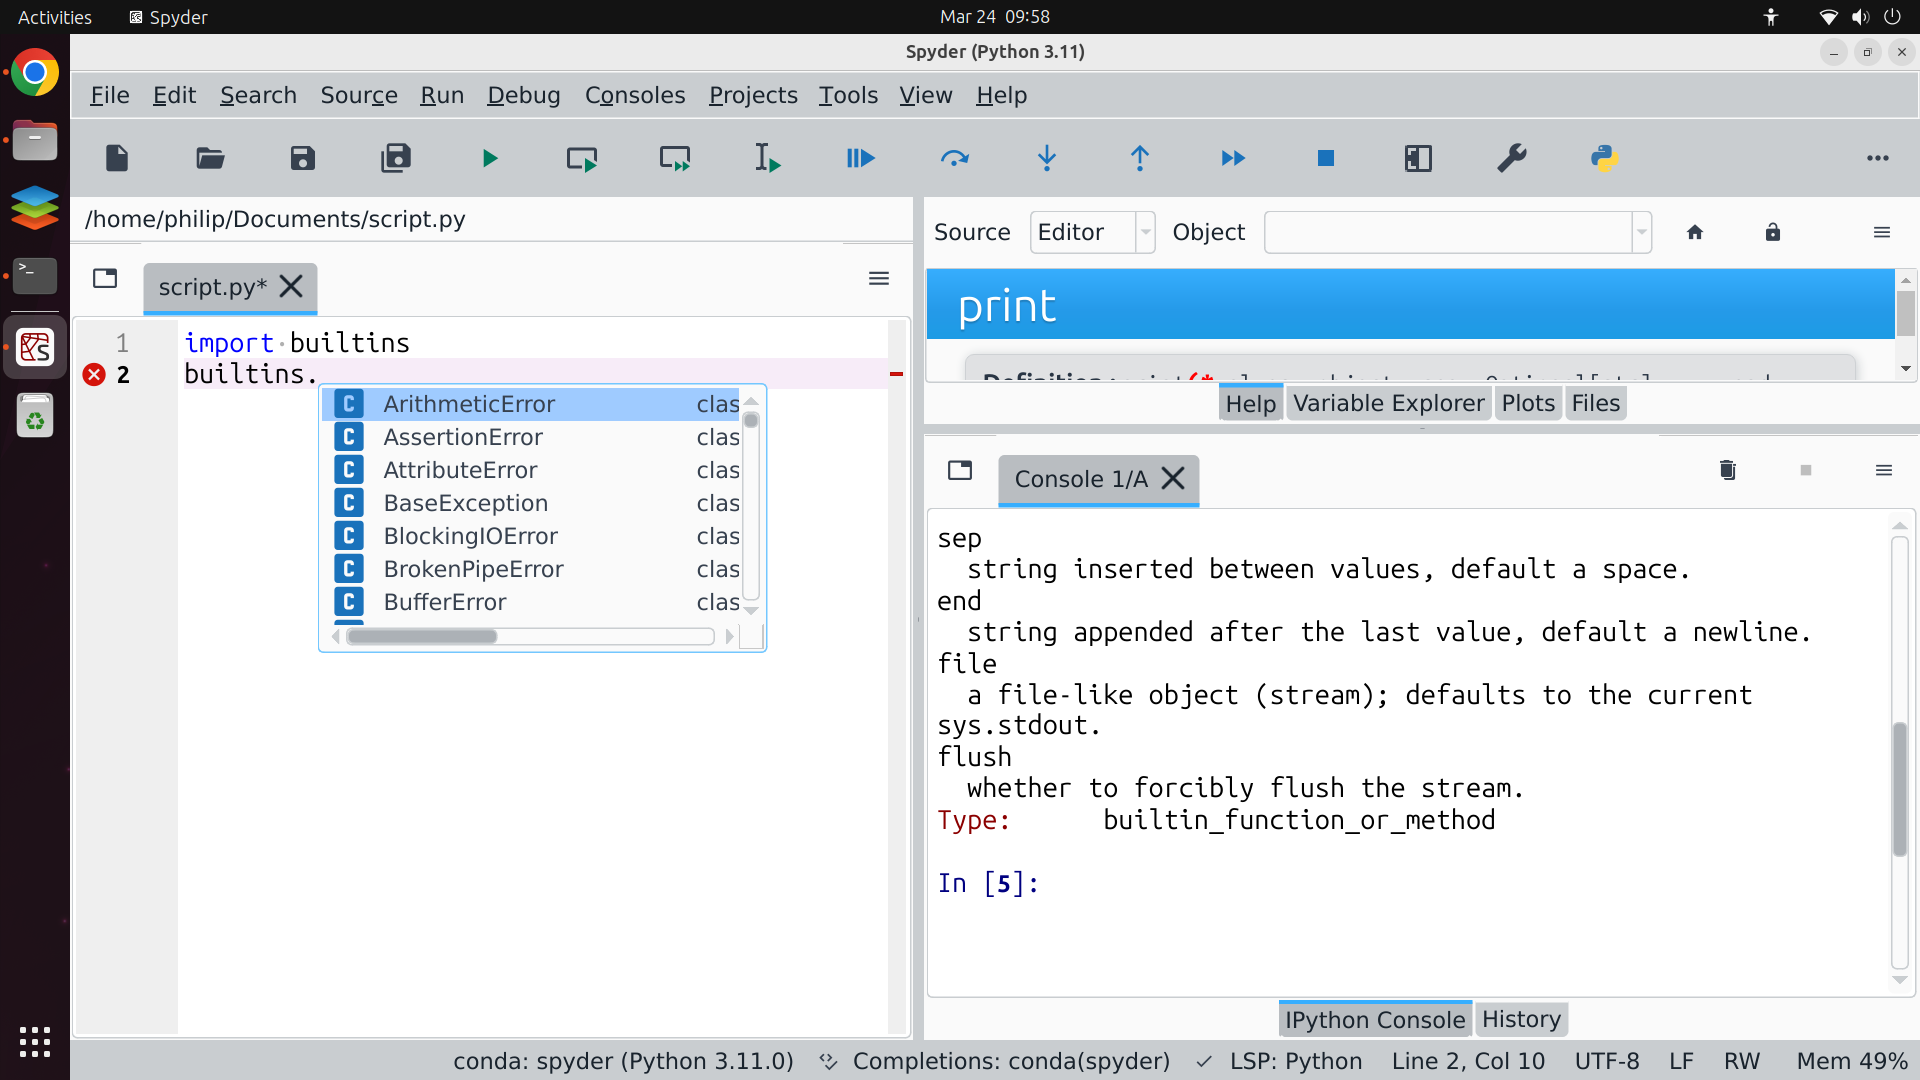 Activities Spyder Mar 24 09:58
Spyder (Python 3.11)
File Edit Search Source Run Debug Consoles Projects Tools View Help
/home/philip/Documents/script.py
script.py*
1 import builtins
2 builtins.
ArithmeticError clas
AssertionError clas
AttributeError clas
BaseException clas
BlockingIOError clas
BrokenPipeError clas
BufferError clas
Source Editor Object
print
Help Variable Explorer Plots Files
Console 1/A
sep
string inserted between values, default a space.
end
string appended after the last value, default a newline.
file
a file-like object (stream); defaults to the current
sys.stdout.
flush
whether to forcibly flush the stream.
Type: builtin_function_or_method
In [5]:
IPython Console History
conda: spyder (Python 3.11.0) Completions: conda(spyder) LSP: Python Line 2, Col 10 UTF-8 LF RW Mem 49%